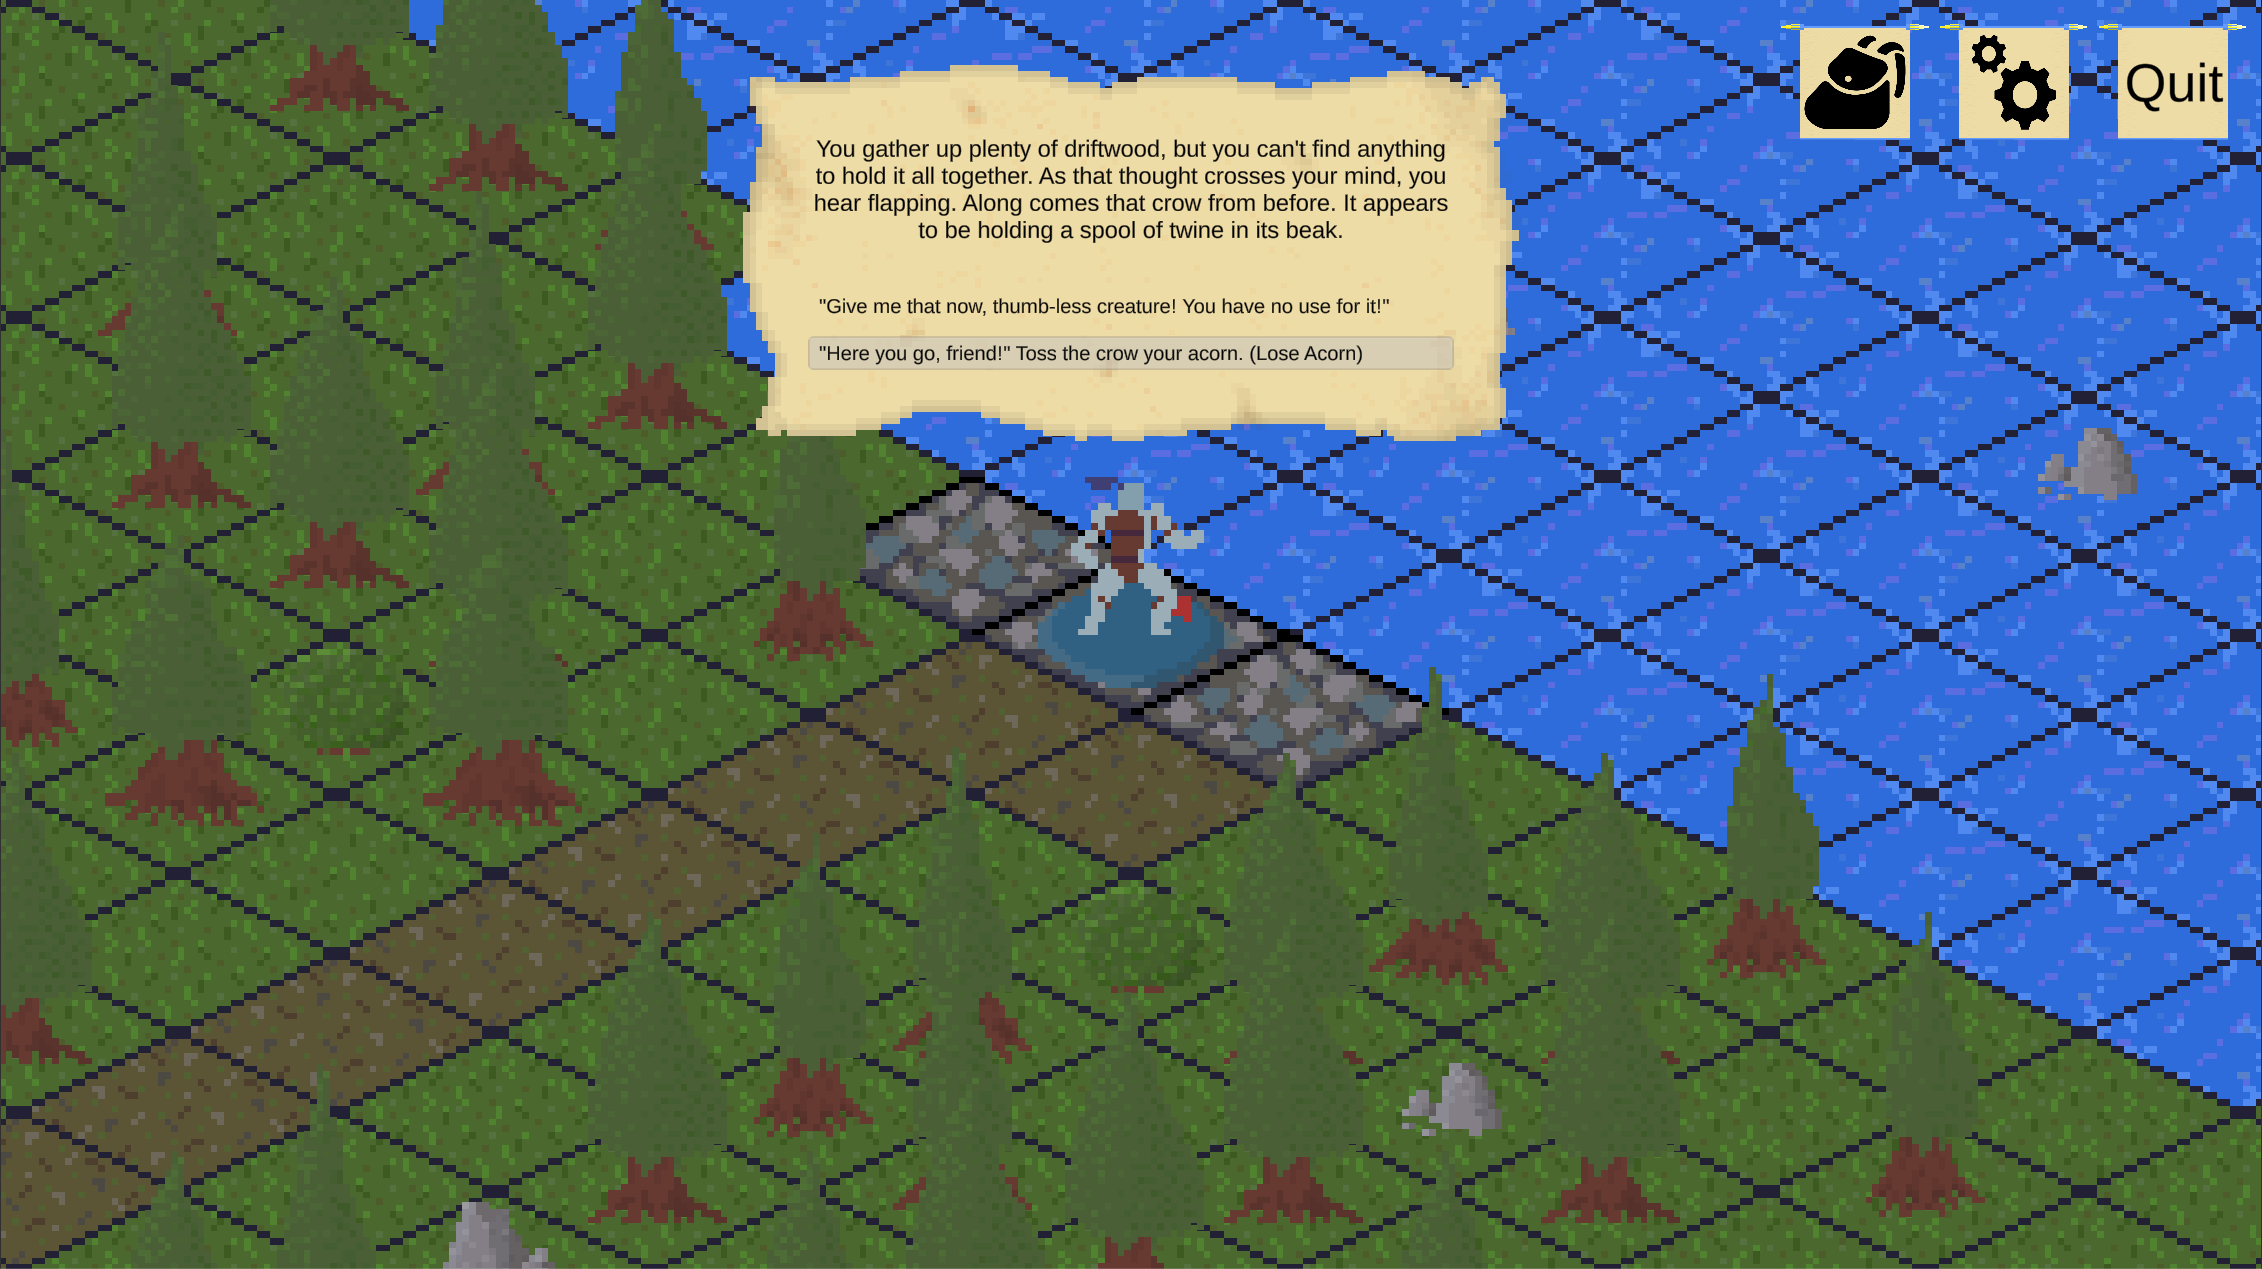 Quit
You gather up plenty of driftwood, but you can't find anything
to hold it all together. As that thought crosses your mind, you
hear flapping. Along comes that crow from before. It appears
to be holding a spool of twine in its beak.
"Give me that now, thumb-less creature! You have no use for it!"
"Here you go, friend!" Toss the crow your acorn. (Lose Acorn)